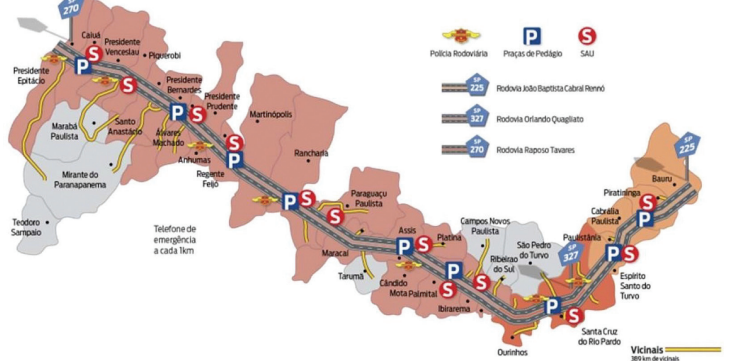 SP
270
Caiuá
Presidente
Venceslau
Piquerobi
Presidente
Epitácio
Presidente
Bernardes
Presidente
Prudente
Martinópolis
Marabá
Paulista
Santo
Anastácio
Álvares
Machado
Anhumas
Regente
Feijó
Rancharia
Mirante do
Paranapanema
Teodoro
Sampaio
Telefone de
emergência
a cada 1km
Paraguaçu
Paulista
Maracaí
Tarumã
Assis
Platina
Cândido
Mota
Palmital
Ibirarema
Campos Novos
Paulista
Ribeirão
do Sul
São Pedro
do Turvo
Ourinhos
SP
327
Paulistânia
Cabrália
Paulista
Piratininga
Bauru
SP
225
Espírito
Santo do
Turvo
Santa Cruz
do Rio Pardo
P
S
S
P
S
S
P
P
S
S
P
S
P
S
S
P
S
P
S
P
S
Polícia Rodoviária
P
Praças de Pedágio
S
SAU
SP
225
Rodovia João Baptista Cabral Rennó
SP
327
Rodovia Orlando Quagliato
SP
270
Rodovia Raposo Tavares
Vicinais
389 km de vicinais